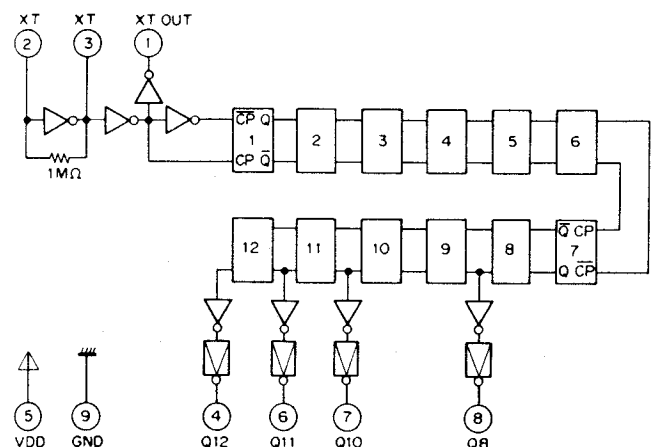 XT XT XT OUT
2 3 1
1MΩ
CP Q
1
CP Q
2 3 4 5 6
12 11 10 9 8
Q CP
7
Q CP
5 9 4 6 7 8
VDD GND Q12 Q11 Q10 Q8